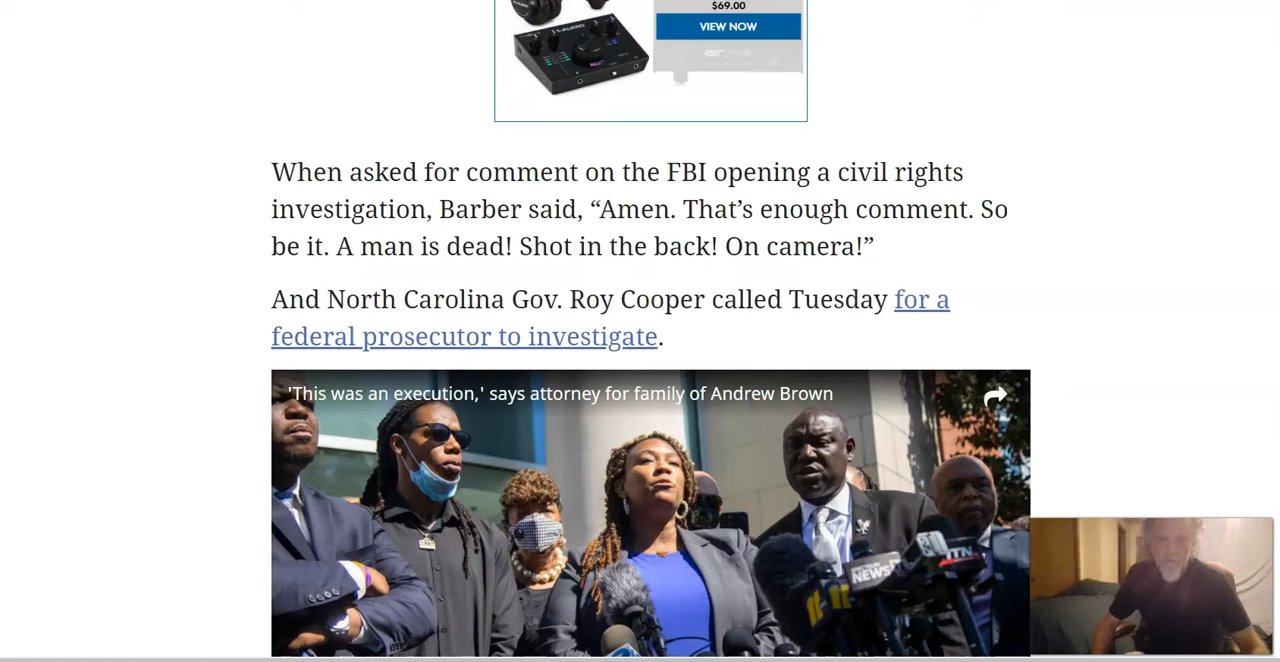 $69.00
VIEW NOW
M-AUDIO
When asked for comment on the FBI opening a civil rights
investigation, Barber said, “Amen. That’s enough comment. So
be it. A man is dead! Shot in the back! On camera!”
And North Carolina Gov. Roy Cooper called Tuesday for a
federal prosecutor to investigate.
'This was an execution,' says attorney for family of Andrew Brown
NEWS
11